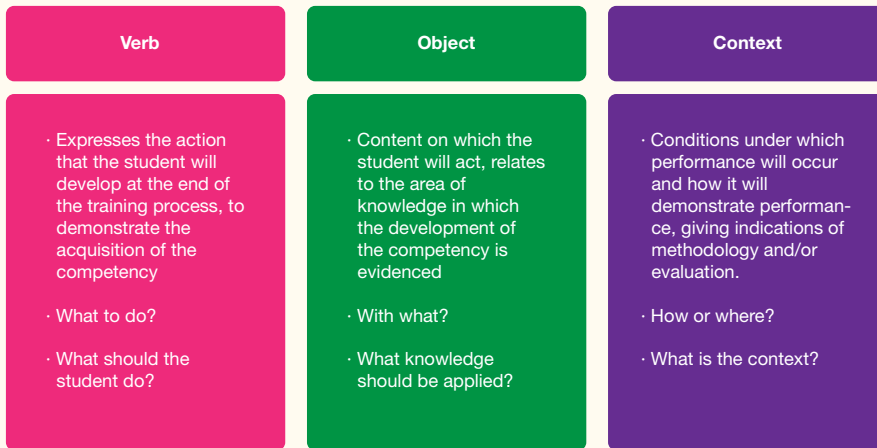 Verb
· Expresses the action
that the student will
develop at the end of
the training process, to
demonstrate the
acquisition of the
competency
· What to do?
· What should the
student do?
Object
· Content on which the
student will act, relates
to the area of
knowledge in which
the development of
the competency is
evidenced
· With what?
· What knowledge
should be applied?
Context
· Conditions under which
performance will occur
and how it will
demonstrate performan-
ce, giving indications of
methodology and/or
evaluation.
· How or where?
· What is the context?